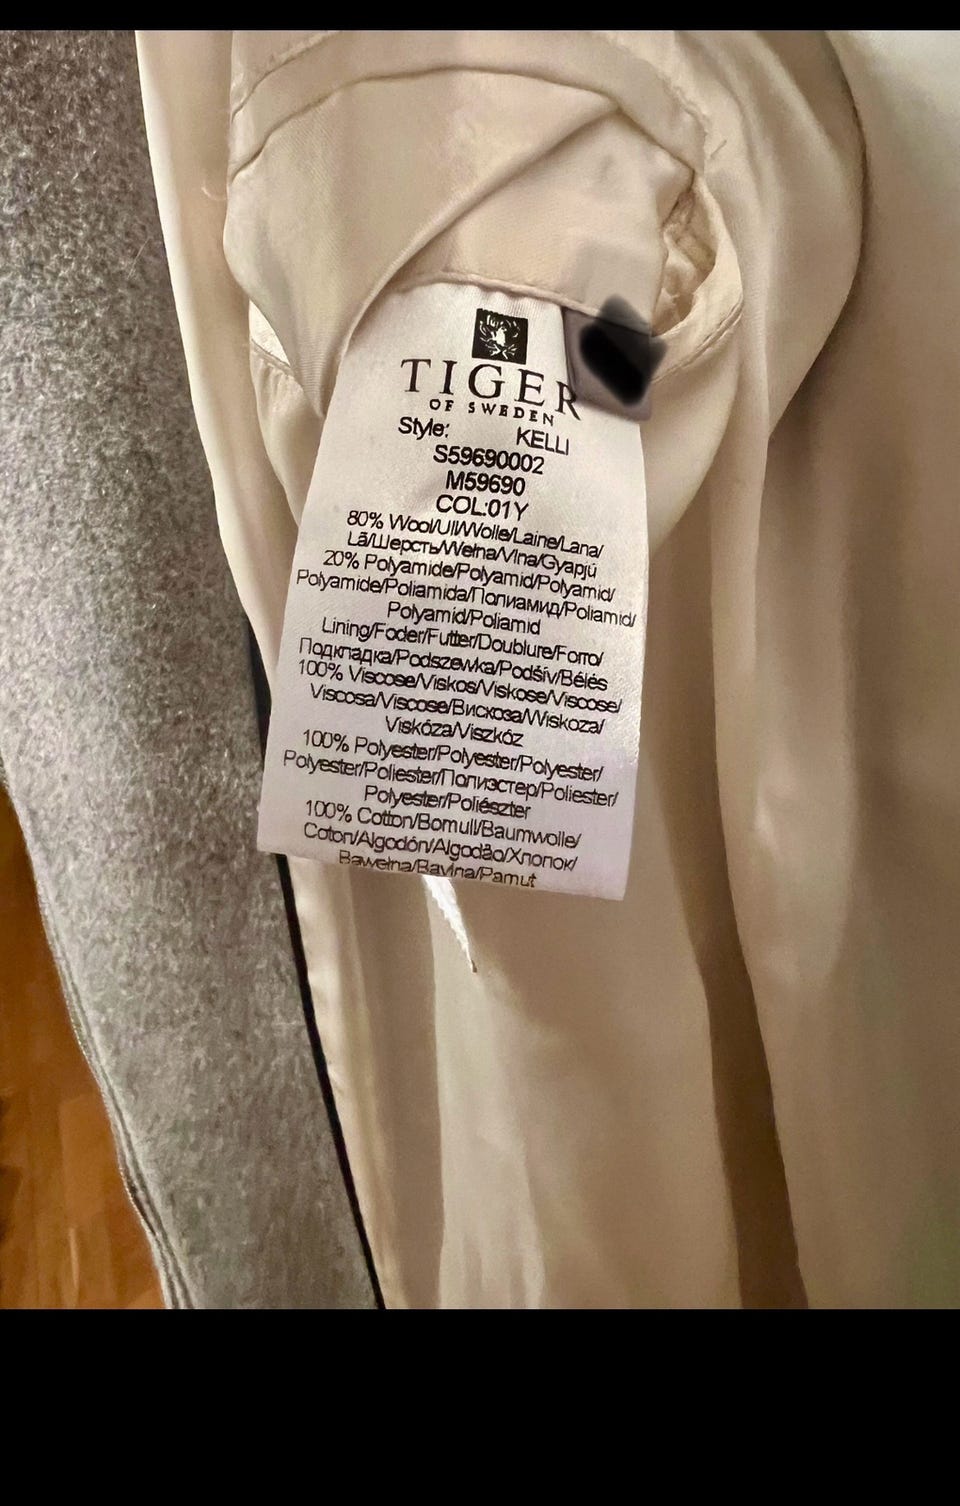 TIGER
OF SWEDEN
Style: KELLI
S59690002
M59690
COL:01Y
80% Wool/Ull/Wolle/Laine/Lana/
Lã/Шерсть/Wełna/Vlna/Gyapjú
20% Polyamide/Polyamid/Polyamid/
Polyamide/Poliamida/Полиамид/Poliamid/
Polyamid/Poliamid
Lining/Foder/Futter/Doublure/Forro/
Подкладка/Podszewka/Podšív/Bélés
100% Viscose/Viskos/Viskose/Viscose/
Viscosa/Viscose/Вискоза/Wiskoza/
Viskóza/Viszkóz
100% Polyester/Polyester/Polyester/
Polyester/Poliester/Полиэстер/Poliester/
Polyester/Poliészter
100% Cotton/Bomull/Baumwolle/
Coton/Algodón/Algodão/Хлопок/
Bawełna/Bavlna/Pamut